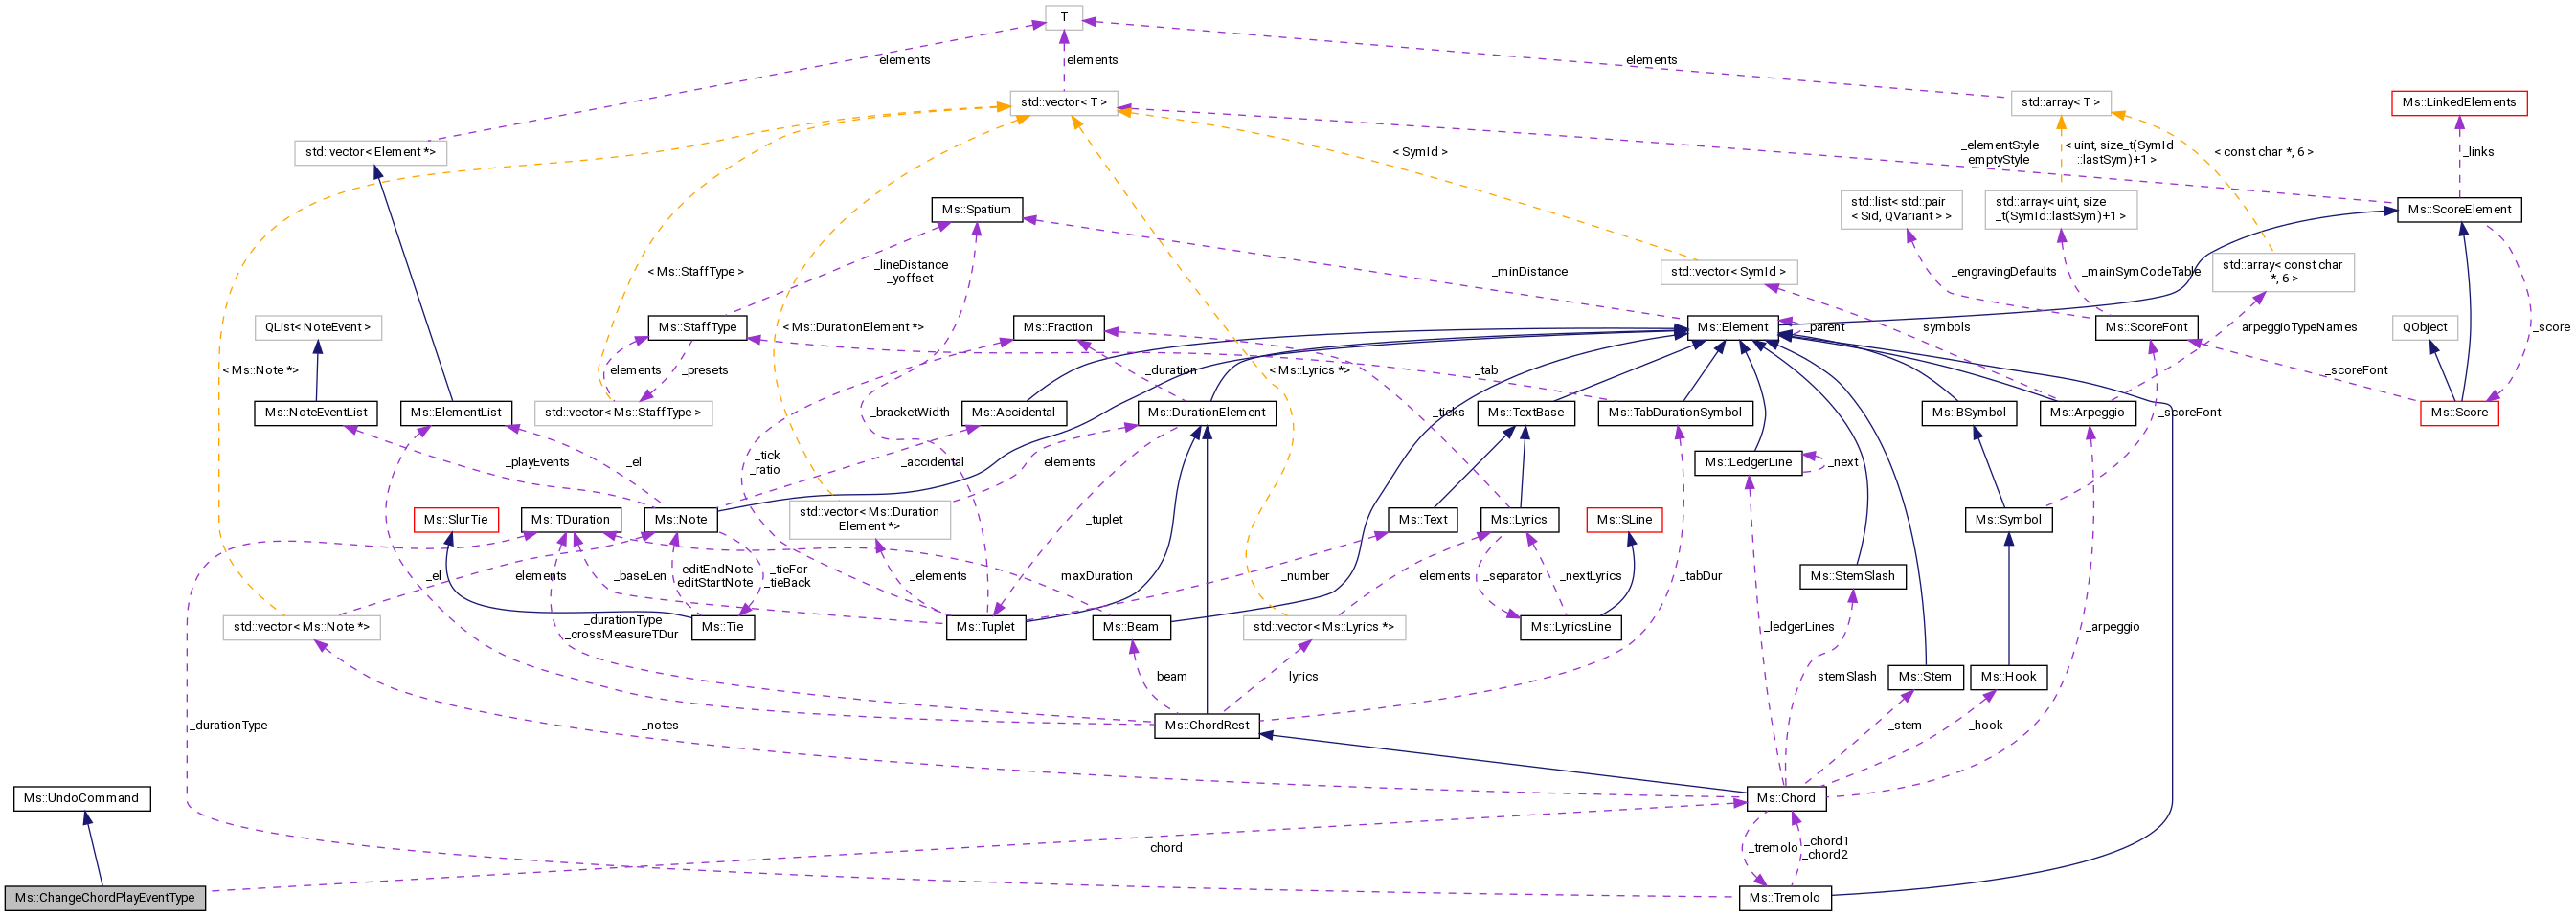 T
elements
elements
elements
std::vector< T >
std::array< T >
Ms::LinkedElements
std::vector< Element *>
< SymId >
_elementStyle
emptyStyle
< uint, size_t(SymId
::lastSym)+1 >
< const char *, 6 >
_links
Ms::Spatium
std::list< std::pair
< Sid, QVariant > >
std::array< uint, size
_t(SymId::lastSym)+1 >
Ms::ScoreElement
< Ms::StaffType >
_lineDistance
_yoffset
_minDistance
std::vector< SymId >
_engravingDefaults
_mainSymCodeTable
std::array< const char
*, 6 >
QList< NoteEvent >
Ms::StaffType
< Ms::DurationElement *>
Ms::Fraction
Ms::Element
_parent
symbols
Ms::ScoreFont
arpeggioTypeNames
QObject
_score
< Ms::Note *>
elements
_presets
_duration
< Ms::Lyrics *>
_tab
_scoreFont
Ms::NoteEventList
Ms::ElementList
std::vector< Ms::StaffType >
_bracketWidth
Ms::Accidental
Ms::DurationElement
_ticks
Ms::TextBase
Ms::TabDurationSymbol
Ms::BSymbol
Ms::Arpeggio
_scoreFont
Ms::Score
_playEvents
_el
_tick
_ratio
_accidental
elements
Ms::LedgerLine
_next
Ms::SlurTie
Ms::TDuration
Ms::Note
std::vector< Ms::Duration
Element *>
_tuplet
Ms::Text
Ms::Lyrics
Ms::SLine
Ms::Symbol
_el
elements
_baseLen
editEndNote
editStartNote
_tieFor
_tieBack
_elements
maxDuration
_number
elements
_separator
_nextLyrics
_tabDur
Ms::StemSlash
std::vector< Ms::Note *>
_durationType
_crossMeasureTDur
Ms::Tie
Ms::Tuplet
Ms::Beam
std::vector< Ms::Lyrics *>
Ms::LyricsLine
_ledgerLines
_arpeggio
_beam
_lyrics
_stemSlash
Ms::Stem
Ms::Hook
_durationType
_notes
Ms::ChordRest
_stem
_hook
Ms::UndoCommand
Ms::Chord
chord
_tremolo
_chord1
_chord2
Ms::ChangeChordPlayEventType
Ms::Tremolo